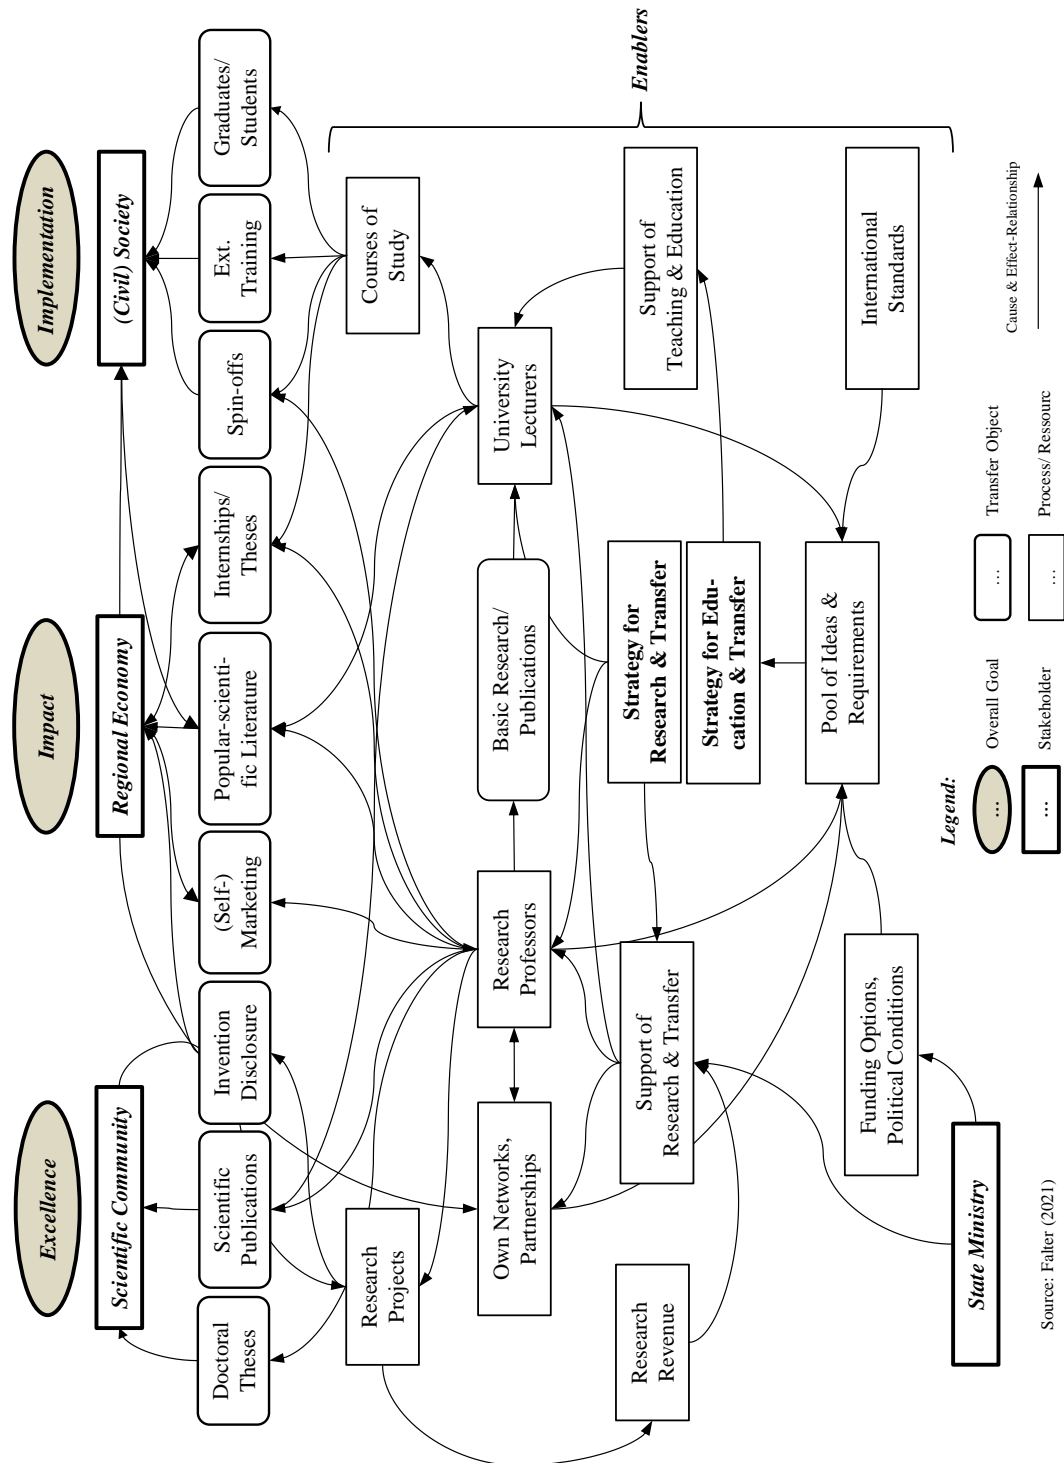 Excellence
Impact
Implementation
Scientific Community
Regional Economy
(Civil) Society
Doctoral
Theses
Scientific
Publications
Invention
Disclosure
(Self-)
Marketing
Popular-scienti-
fic Literature
Internships/
Theses
Spin-offs
Ext.
Training
Graduates/
Students
Research
Projects
Courses of
Study
Own Networks,
Partnerships
Research
Professors
Basic Research/
Publications
University
Lecturers
Enablers
Research
Revenue
Support of
Research & Transfer
Strategy for
Research & Transfer
Strategy for Edu-
cation & Transfer
Support of
Teaching & Education
Funding Options,
Political Conditions
Pool of Ideas &
Requirements
International
Standards
State Ministry
Legend:
...
Overall Goal
...
Transfer Object
Cause & Effect-Relationship
...
Stakeholder
...
Process/ Ressourc
Source: Falter (2021)